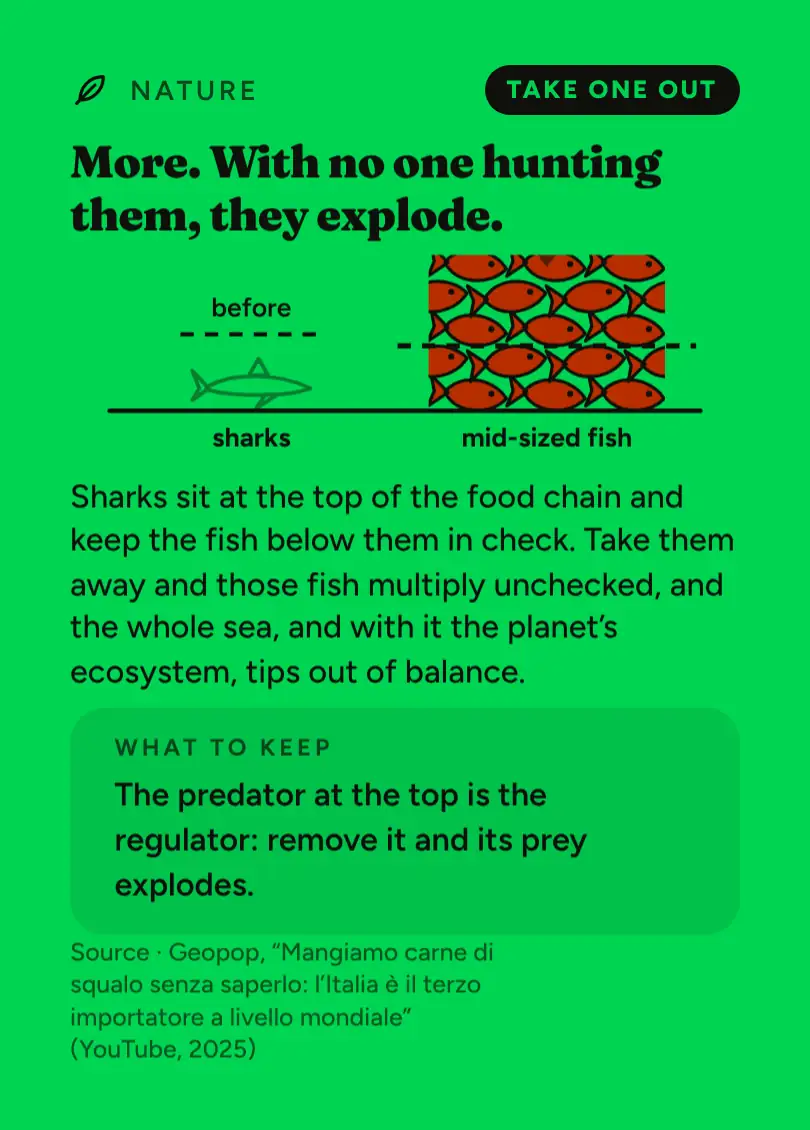 NATURE
TAKE ONE OUT
More. With no one hunting
them, they explode.
before
sharks
mid-sized fish
Sharks sit at the top of the food chain and
keep the fish below them in check. Take them
away and those fish multiply unchecked, and
the whole sea, and with it the planet’s
ecosystem, tips out of balance.
WHAT TO KEEP
The predator at the top is the
regulator: remove it and its prey
explodes.
Source · Geopop, “Mangiamo carne di
squalo senza saperlo: l’Italia è il terzo
importatore a livello mondiale”
(YouTube, 2025)